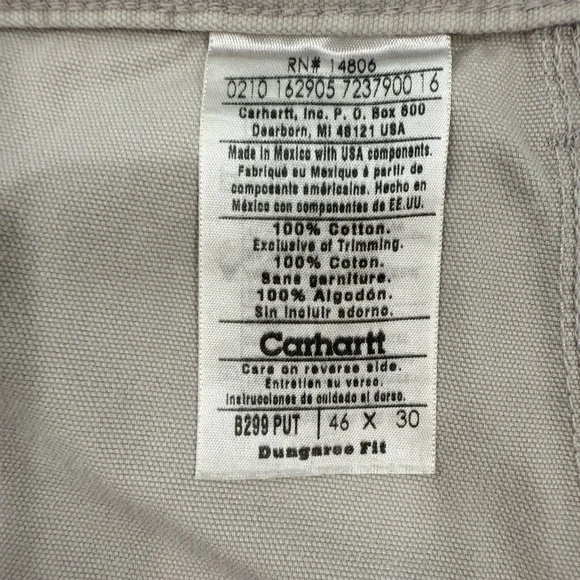 RN# 14806
0210 162905 7237900 16
Carhartt, Inc. P. O. Box 600
Dearborn, MI 48121 USA
Made in Mexico with USA components.
Fabriqué au Mexique à partir de
composante américains. Hecho en
México con componentes de EE.UU.
100% Cotton.
Exclusive of Trimming.
100% Coton.
Sans garniture.
100% Algodón.
Sin incluir adorno.
Carhartt
Care on reverse side.
Entretien au verso.
Instrucciones de cuidado al dorso.
B299 PUT | 46 X 30
Dungaree Fit